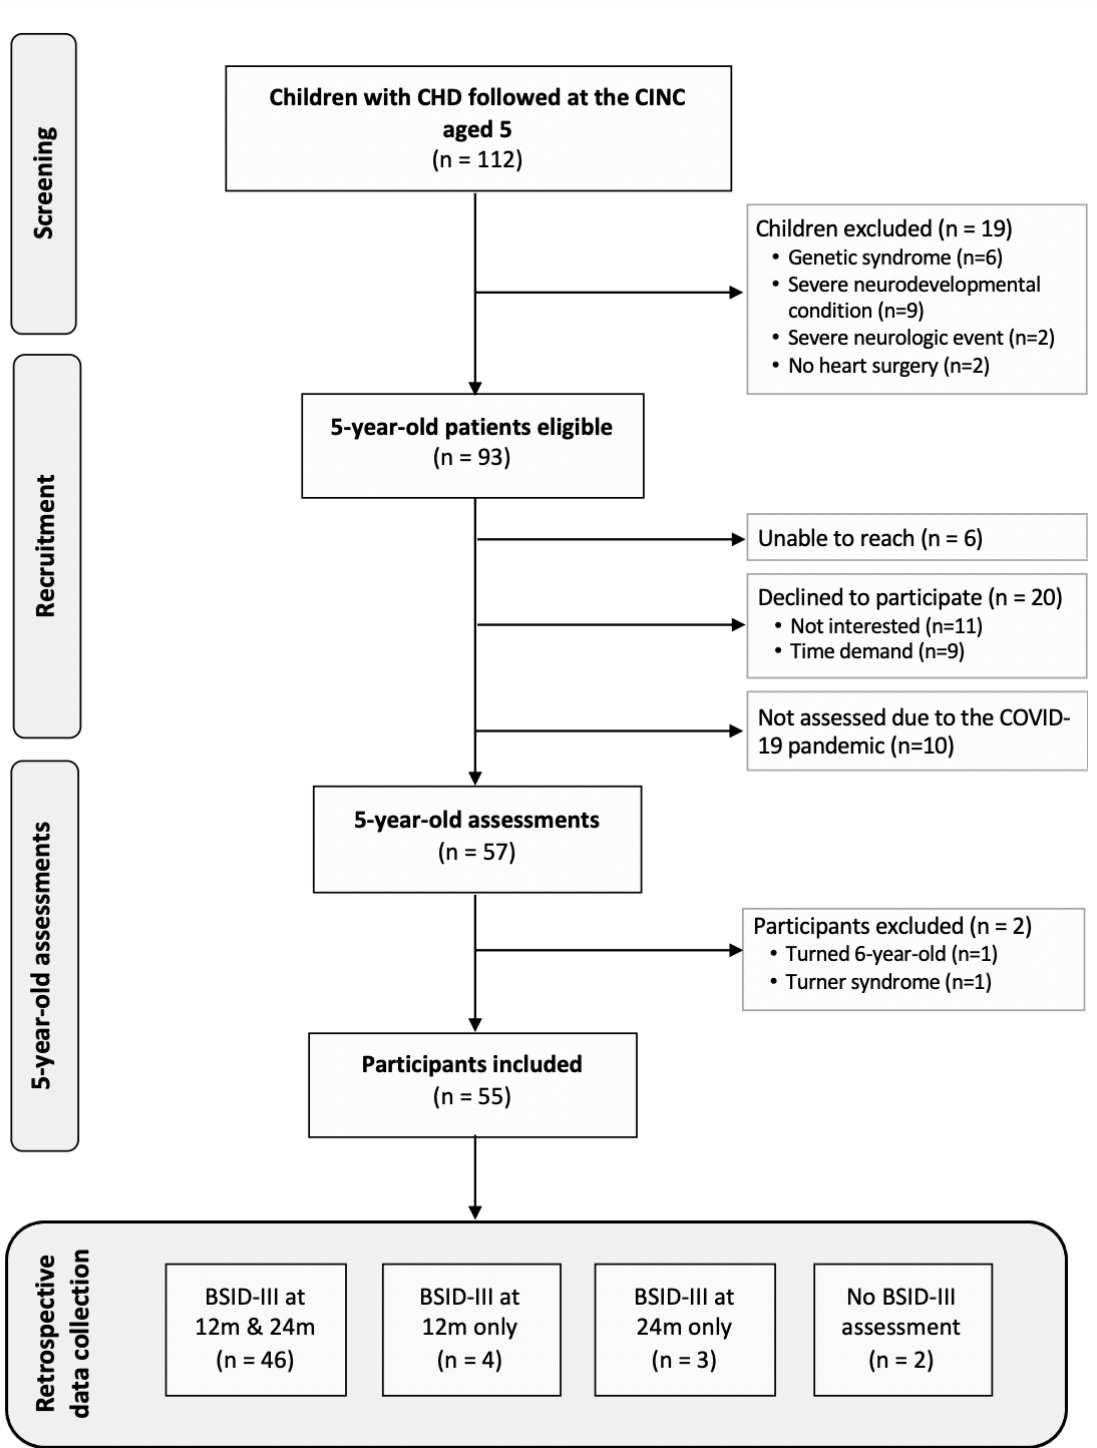 Screening
Children with CHD followed at the CINC
aged 5
(n = 112)
Children excluded (n = 19)
• Genetic syndrome (n=6)
• Severe neurodevelopmental
condition (n=9)
• Severe neurologic event (n=2)
• No heart surgery (n=2)
Recruitment
5-year-old patients eligible
(n = 93)
Unable to reach (n = 6)
Declined to participate (n = 20)
• Not interested (n=11)
• Time demand (n=9)
Not assessed due to the COVID-
19 pandemic (n=10)
5-year-old assessments
5-year-old assessments
(n = 57)
Participants excluded (n = 2)
• Turned 6-year-old (n=1)
• Turner syndrome (n=1)
Participants included
(n = 55)
Retrospective
data collection
BSID-III at
12m & 24m
(n = 46)
BSID-III at
12m only
(n = 4)
BSID-III at
24m only
(n = 3)
No BSID-III
assessment
(n = 2)